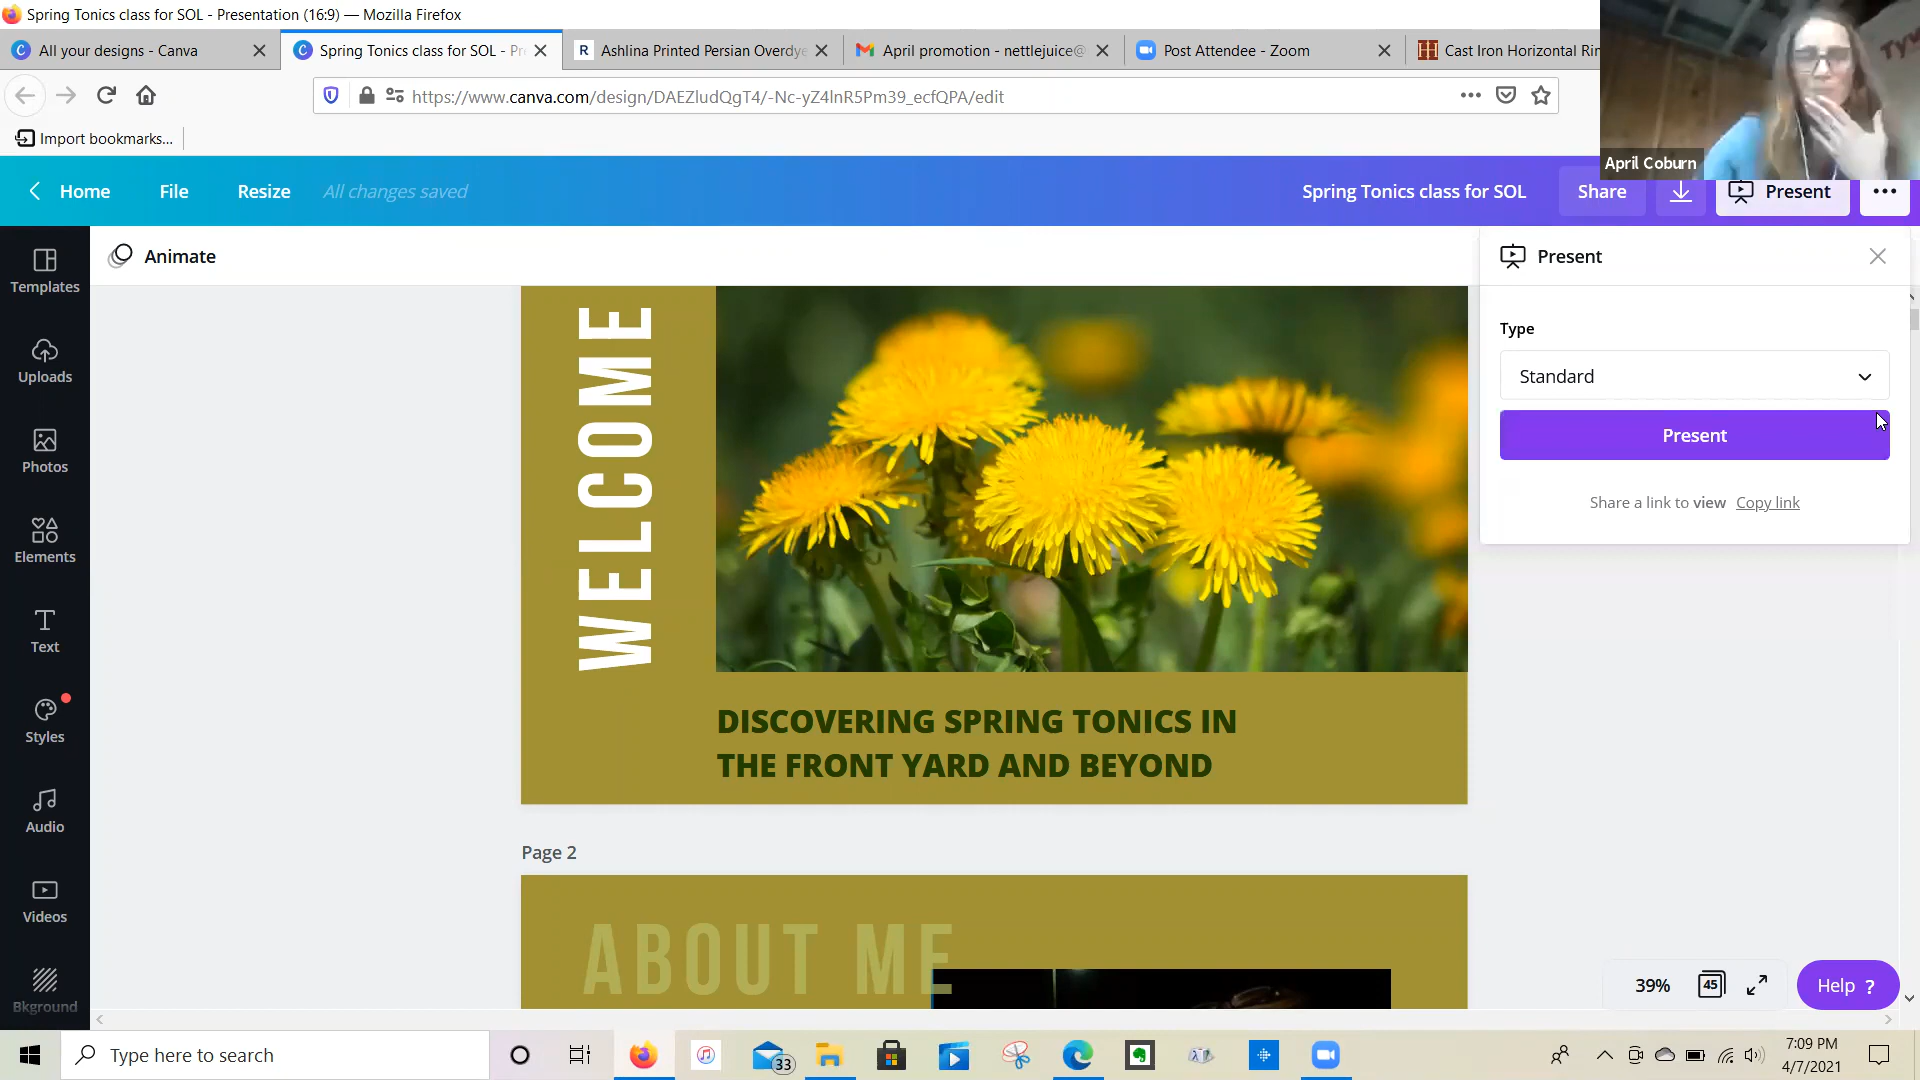 Spring Tonics class for SOL - Presentation (16:9) — Mozilla Firefox
All your designs - Canva
Spring Tonics class for SOL - Pr
Ashlina Printed Persian Overdye
April promotion - nettlejuice@
Post Attendee - Zoom
Cast Iron Horizontal Rin
https://www.canva.com/design/DAEZludQgT4/-Nc-yZ4lnR5Pm39_ecfQPA/edit
Import bookmarks...
April Coburn
Home
File
Resize
All changes saved
Spring Tonics class for SOL
Share
Present
Animate
Present
Templates
Uploads
Photos
Elements
Text
Styles
Audio
Videos
Bkground
Type
Standard
Present
Share a link to view Copy link
WELCOME
DISCOVERING SPRING TONICS IN
THE FRONT YARD AND BEYOND
Page 2
ABOUT ME
39%
45
Help ?
Type here to search
33
7:09 PM
4/7/2021